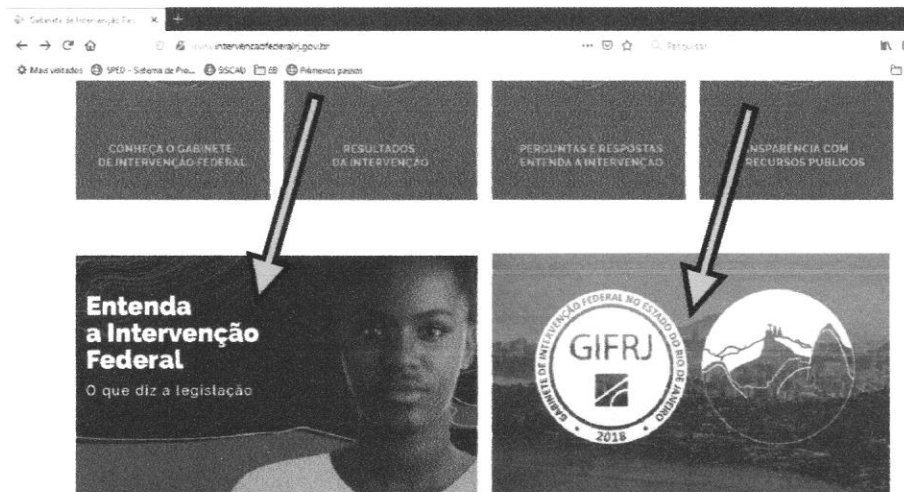 Gabinete de Intervenção Fed
www.intervencaofederalrj.gov.br
Pesquisar
Mais visitados
SPED - Sistema de Pro...
SISCAD
EB
Primeiros passos
CONHEÇA O GABINETE
DE INTERVENÇÃO FEDERAL
RESULTADOS
DA INTERVENÇÃO
PERGUNTAS E RESPOSTAS
ENTENDA A INTERVENÇÃO
NSPARÊNCIA COM
RECURSOS PÚBLICOS
Entenda
a Intervenção
Federal
O que diz a legislação
GABINETE DE INTERVENÇÃO FEDERAL NO ESTADO DO RIO DE JANEIRO
GIFRJ
2018